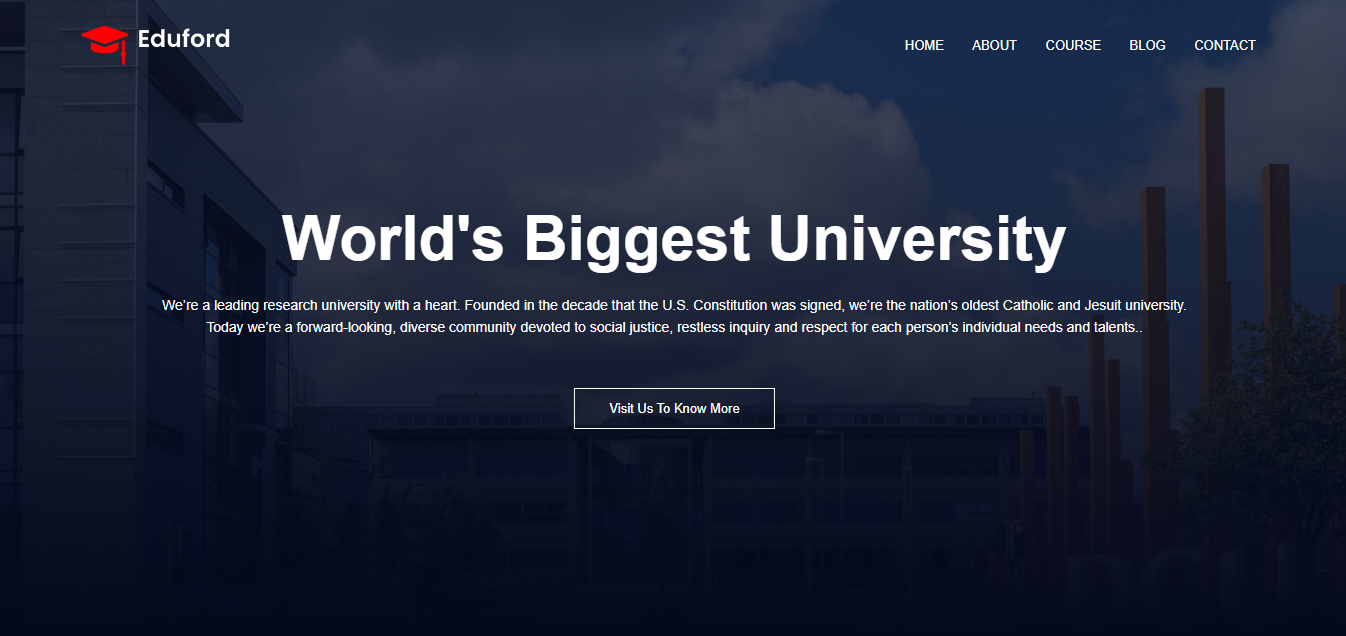 Eduford
HOME ABOUT COURSE BLOG CONTACT
World's Biggest University
We’re a leading research university with a heart. Founded in the decade that the U.S. Constitution was signed, we’re the nation’s oldest Catholic and Jesuit university.
Today we’re a forward-looking, diverse community devoted to social justice, restless inquiry and respect for each person’s individual needs and talents..
Visit Us To Know More
DCU